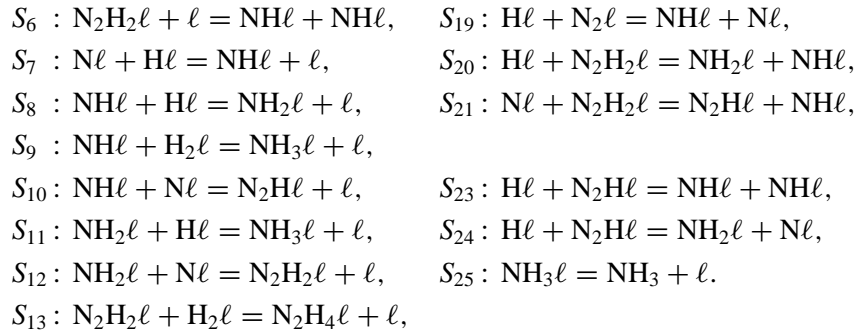 S₆ : N₂H₂ℓ + ℓ = NHℓ + NHℓ, S₁₉ : Hℓ + N₂ℓ = NHℓ + Nℓ,
S₇ : Nℓ + Hℓ = NHℓ + ℓ, S₂₀ : Hℓ + N₂H₂ℓ = NH₂ℓ + NHℓ,
S₈ : NHℓ + Hℓ = NH₂ℓ + ℓ, S₂₁ : Nℓ + N₂H₂ℓ = N₂Hℓ + NHℓ,
S₉ : NHℓ + H₂ℓ = NH₃ℓ + ℓ,
S₁₀ : NHℓ + Nℓ = N₂Hℓ + ℓ, S₂₃ : Hℓ + N₂Hℓ = NHℓ + NHℓ,
S₁₁ : NH₂ℓ + Hℓ = NH₃ℓ + ℓ, S₂₄ : Hℓ + N₂Hℓ = NH₂ℓ + Nℓ,
S₁₂ : NH₂ℓ + Nℓ = N₂H₂ℓ + ℓ, S₂₅ : NH₃ℓ = NH₃ + ℓ.
S₁₃ : N₂H₂ℓ + H₂ℓ = N₂H₄ℓ + ℓ,